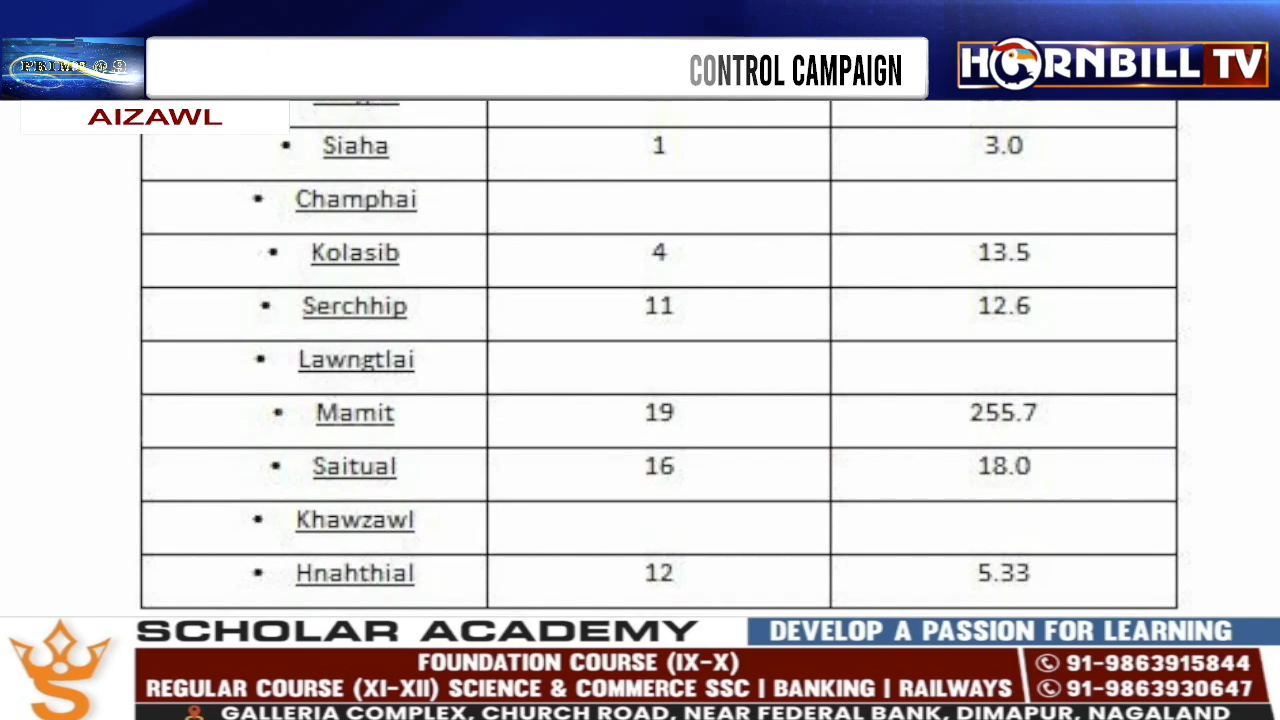 PRIME 9
CONTROL CAMPAIGN
HORNBILL TV
AIZAWL
• Siaha 1 3.0
• Champhai
• Kolasib 4 13.5
• Serchhip 11 12.6
• Lawngtlai
• Mamit 19 255.7
• Saitual 16 18.0
• Khawzawl
• Hnahthial 12 5.33
SCHOLAR ACADEMY DEVELOP A PASSION FOR LEARNING
FOUNDATION COURSE (IX-X) 91-9863915844
REGULAR COURSE (XI-XII) SCIENCE & COMMERCE SSC | BANKING | RAILWAYS 91-9863930647
GALLERIA COMPLEX, CHURCH ROAD, NEAR FEDERAL BANK, DIMAPUR, NAGALAND